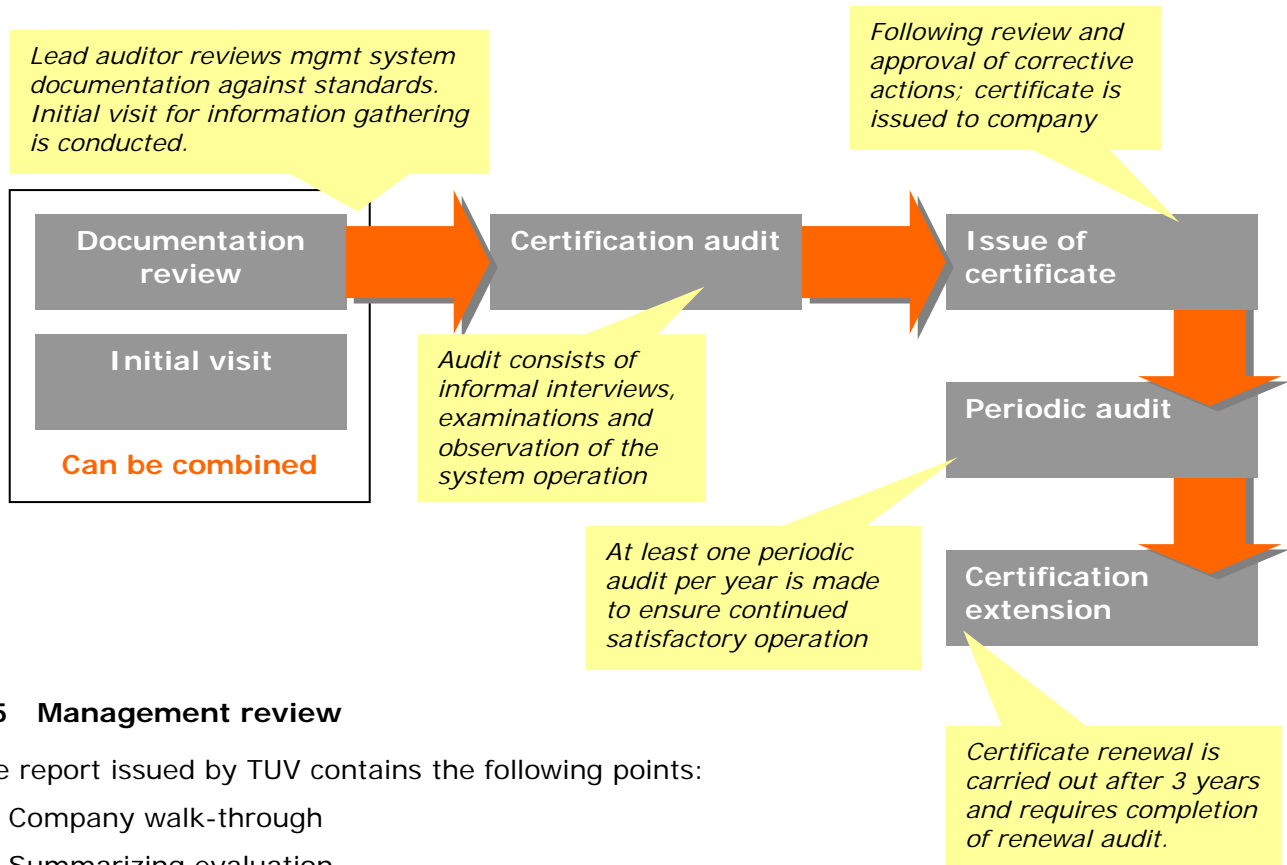 Lead auditor reviews mgmt system
documentation against standards.
Initial visit for information gathering
is conducted.
Following review and
approval of corrective
actions; certificate is
issued to company
Documentation
review
Certification audit
Issue of
certificate
Initial visit
Can be combined
Audit consists of
informal interviews,
examinations and
observation of the
system operation
Periodic audit
At least one periodic
audit per year is made
to ensure continued
satisfactory operation
Certification
extension
Certificate renewal is
carried out after 3 years
and requires completion
of renewal audit.
5 Management review
e report issued by TUV contains the following points:
Company walk-through
Summarizing evaluation